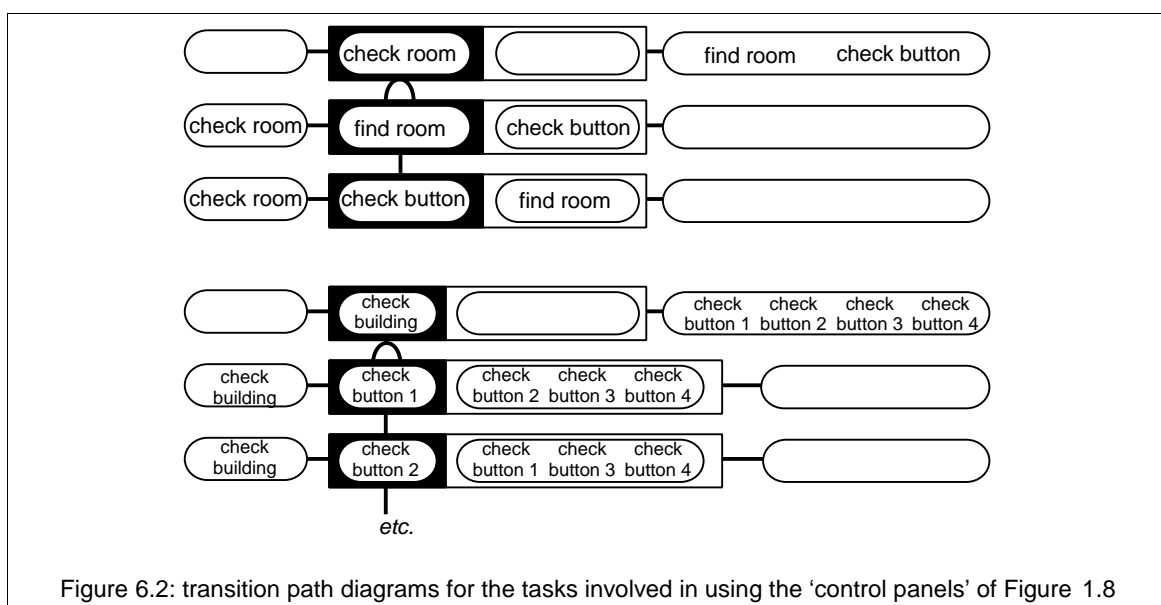 check room find room check button
check room find room check button
check room check button find room
check building check button 1 check button 2 check button 3 check button 4
check building check button 1 check button 2 check button 3 check button 4
check building check button 2 check button 1 check button 3 check button 4
etc.
Figure 6.2: transition path diagrams for the tasks involved in using the ‘control panels’ of Figure 1.8